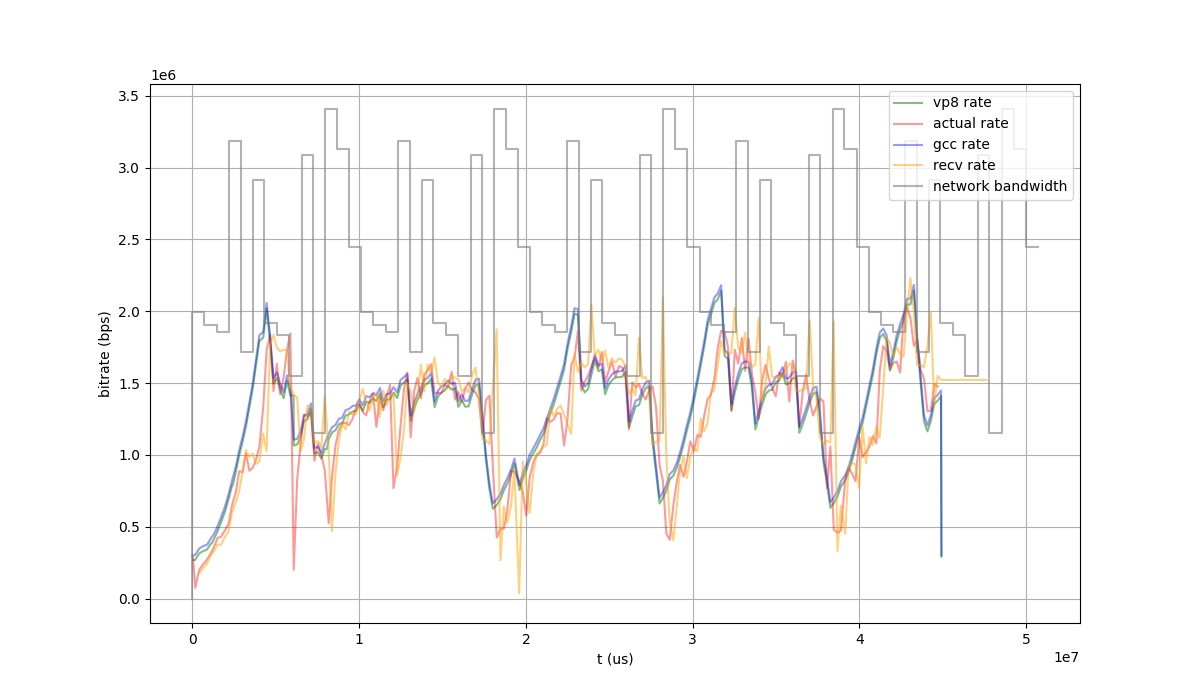 1e6
3.5
3.0
2.5
2.0
1.5
1.0
0.5
0.0
bitrate (bps)
vp8 rate
actual rate
gcc rate
recv rate
network bandwidth
0 1 2 3 4 5
t (us)
1e7